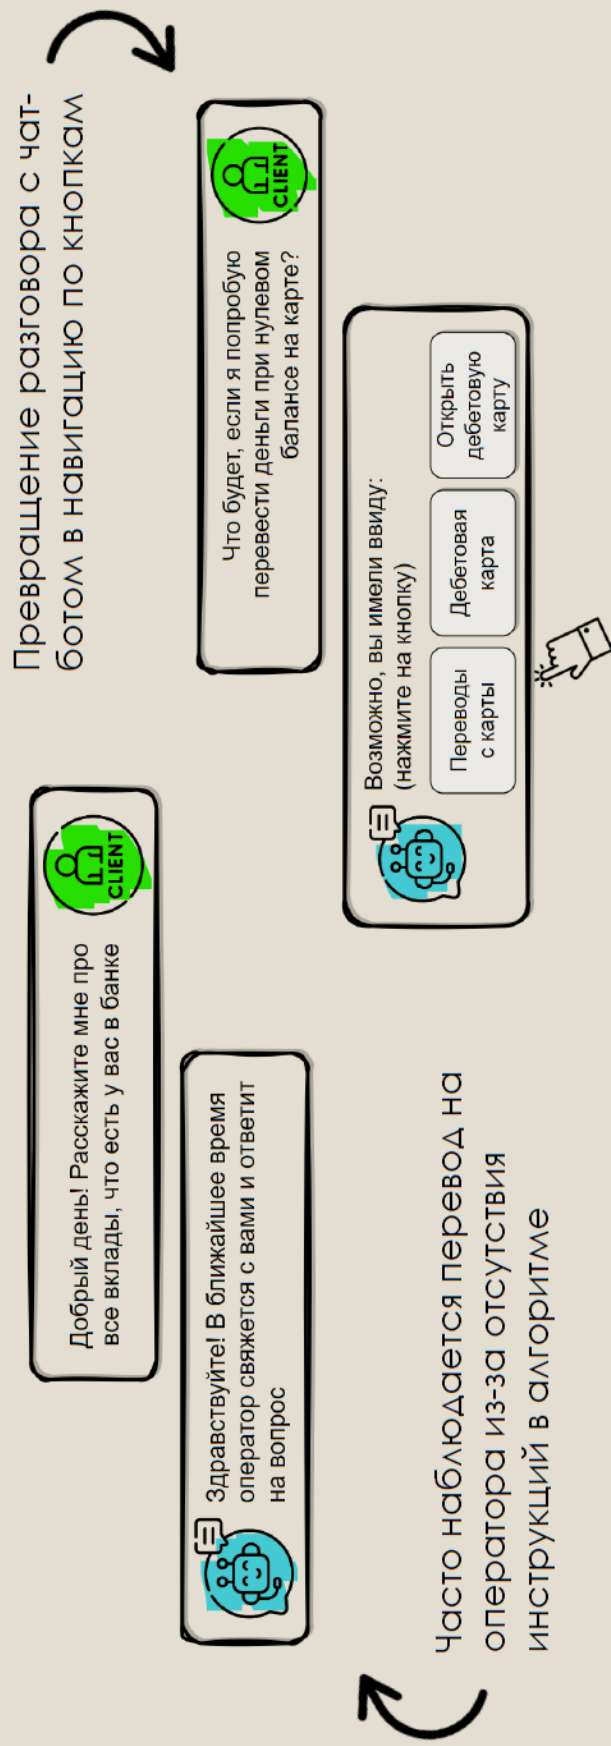 Добрый день! Расскажите мне про
все вклады, что есть у вас в банке
CLIENT
Здравствуйте! В ближайшее время
оператор свяжется с вами и ответит
на вопрос
Часто наблюдается перевод на
оператора из-за отсутствия
инструкций в алгоритме
Превращение разговора с чат-
ботом в навигацию по кнопкам
Что будет, если я попробую
перевести деньги при нулевом
балансе на карте?
CLIENT
Возможно, вы имели ввиду:
(нажмите на кнопку)
Переводы
с карты
Дебетовая
карта
Открыть
дебетовую
карту